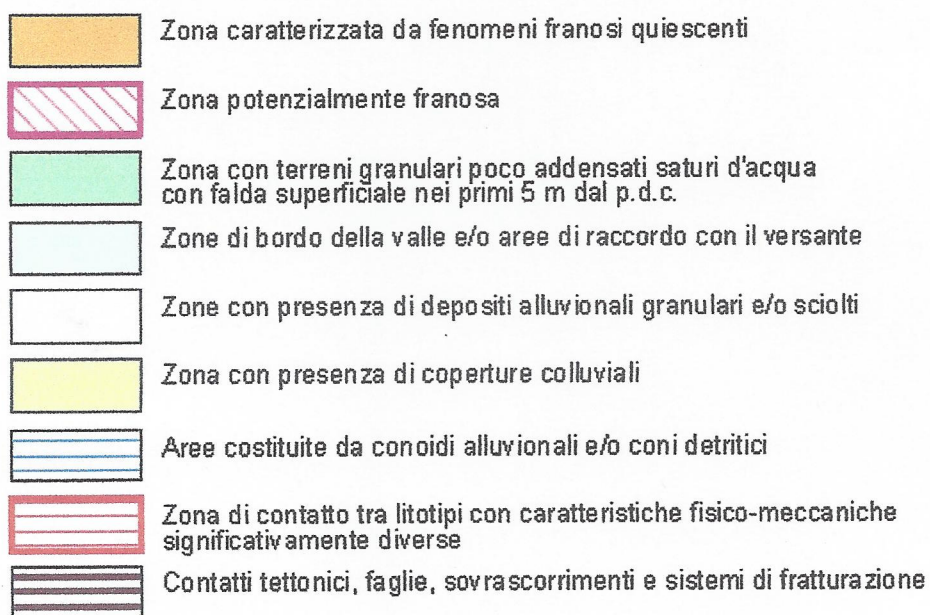 Zona caratterizzata da fenomeni franosi quiescenti
Zona potenzialmente franosa
Zona con terreni granulari poco addensati saturi d'acqua
con falda superficiale nei primi 5 m dal p.d.c.
Zone di bordo della valle e/o aree di raccordo con il versante
Zone con presenza di depositi alluvionali granulari e/o sciolti
Zona con presenza di coperture colluviali
Aree costituite da conoidi alluvionali e/o coni detritici
Zona di contatto tra litotipi con caratteristiche fisico-meccaniche
significativamente diverse
Contatti tettonici, faglie, sovrascorrimenti e sistemi di fratturazione